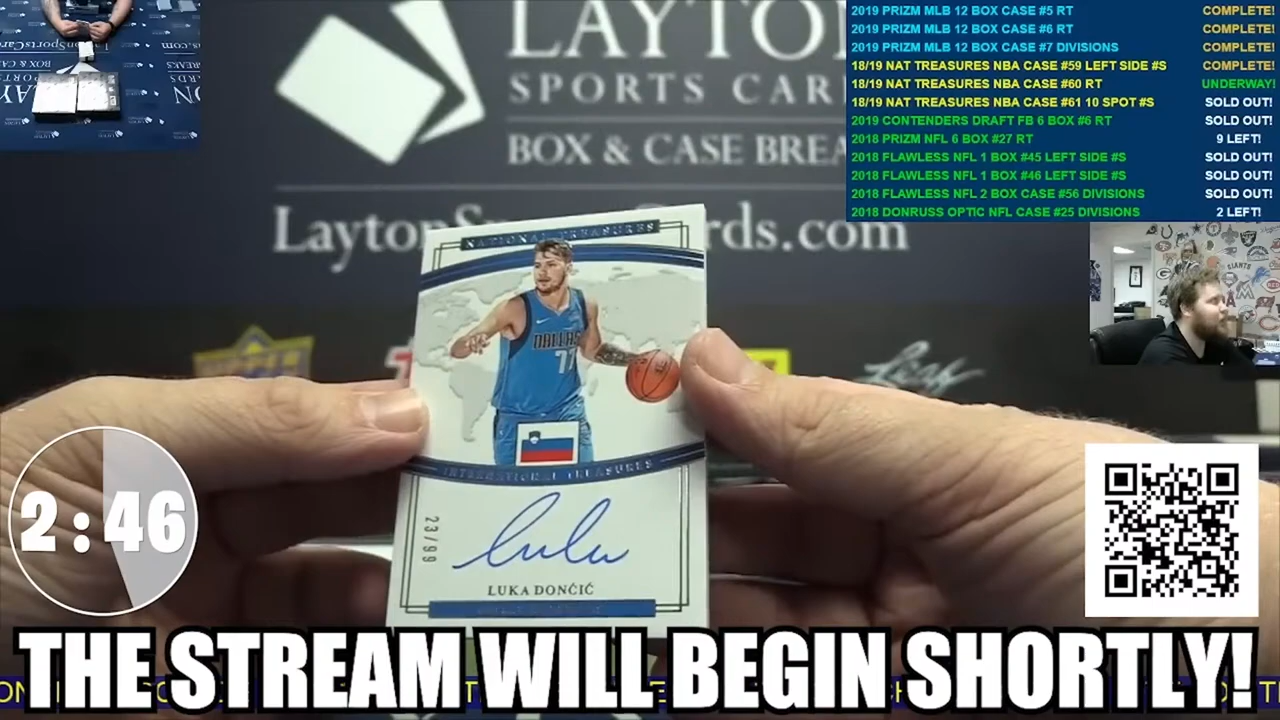 LAYTON
SPORTS CAR
BOX & CASE BREA
LaytonSp Cards.com
2019 PRIZM MLB 12 BOX CASE #5 RT COMPLETE!
2019 PRIZM MLB 12 BOX CASE #6 RT COMPLETE!
2019 PRIZM MLB 12 BOX CASE #7 DIVISIONS COMPLETE!
18/19 NAT TREASURES NBA CASE #59 LEFT SIDE #S COMPLETE!
18/19 NAT TREASURES NBA CASE #60 RT UNDERWAY!
18/19 NAT TREASURES NBA CASE #61 10 SPOT #S SOLD OUT!
2019 CONTENDERS DRAFT FB 6 BOX #6 RT SOLD OUT!
2018 PRIZM NFL 6 BOX #27 RT 9 LEFT!
2018 FLAWLESS NFL 1 BOX #45 LEFT SIDE #S SOLD OUT!
2018 FLAWLESS NFL 1 BOX #46 LEFT SIDE #S SOLD OUT!
2018 FLAWLESS NFL 2 BOX CASE #56 DIVISIONS SOLD OUT!
2018 DONRUSS OPTIC NFL CASE #25 DIVISIONS 2 LEFT!
GIANTS
NATIONAL TREASURES
DALLAS
77
INTERNATIONAL TREASURES
23/99
LUKA DONČIĆ
Leaf
2:46
THE STREAM WILL BEGIN SHORTLY!